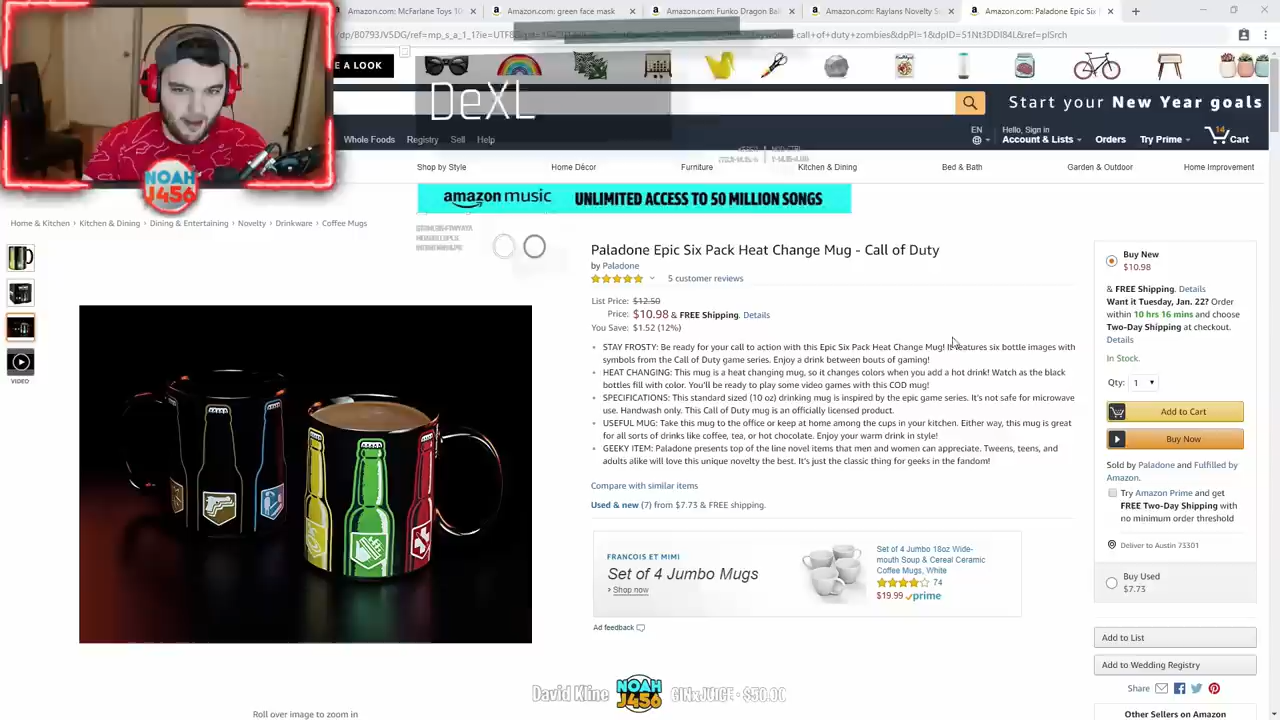 Amazon.com: McFarlane Toys 10
Amazon.com: green face mask
Amazon.com: Funko Dragon Bal
Amazon.com: Raylans Novelty S
Amazon.com: Paladone Epic Six
E A LOOK
DeXL
Start your New Year goals
Whole Foods Registry Sell Help
EN
Hello, Sign in
Account & Lists
Orders
Try Prime
14
Cart
Shop by Style
Home Décor
Furniture
Kitchen & Dining
Bed & Bath
Garden & Outdoor
Home Improvement
NOAH
J456
amazon music UNLIMITED ACCESS TO 50 MILLION SONGS
Home & Kitchen › Kitchen & Dining › Dining & Entertaining › Novelty › Drinkware › Coffee Mugs
VIDEO
Roll over image to zoom in
Paladone Epic Six Pack Heat Change Mug - Call of Duty
by Paladone
5 customer reviews
List Price: $12.50
Price: $10.98 & FREE Shipping. Details
You Save: $1.52 (12%)
• STAY FROSTY: Be ready for your call to action with this Epic Six Pack Heat Change Mug! It features six bottle images with
symbols from the Call of Duty game series. Enjoy a drink between bouts of gaming!
• HEAT CHANGING: This mug is a heat changing mug, so it changes colors when you add a hot drink! Watch as the black
bottles fill with color. You'll be ready to play some video games with this COD mug!
• SPECIFICATIONS: This standard sized (10 oz) drinking mug is inspired by the epic game series. It's not safe for microwave
use. Handwash only. This Call of Duty mug is an officially licensed product.
• USEFUL MUG: Take this mug to the office or keep at home among the cups in your kitchen. Either way, this mug is great
for all sorts of drinks like coffee, tea, or hot chocolate. Enjoy your warm drink in style!
• GEEKY ITEM: Paladone presents top of the line novel items that men and women can appreciate. Tweens, teens, and
adults alike will love this unique novelty the best. It's just the classic thing for geeks in the fandom!
Compare with similar items
Used & new (7) from $7.73 & FREE shipping.
FRANCOIS ET MIMI
Set of 4 Jumbo Mugs
› Shop now
Set of 4 Jumbo 18oz Wide-
mouth Soup & Cereal Ceramic
Coffee Mugs, White
74
$19.99 prime
Ad feedback
Buy New
$10.98
& FREE Shipping. Details
Want it Tuesday, Jan. 22? Order
within 10 hrs 16 mins and choose
Two-Day Shipping at checkout.
Details
In Stock.
Qty: 1
Add to Cart
Buy Now
Sold by Paladone and Fulfilled by
Amazon.
Try Amazon Prime and get
FREE Two-Day Shipping with
no minimum order threshold
Deliver to Austin 73301
Buy Used
$7.73
Add to List
Add to Wedding Registry
Share
Other Sellers on Amazon
David Kline
NOAH
J456
GINxJUICE - $50.00